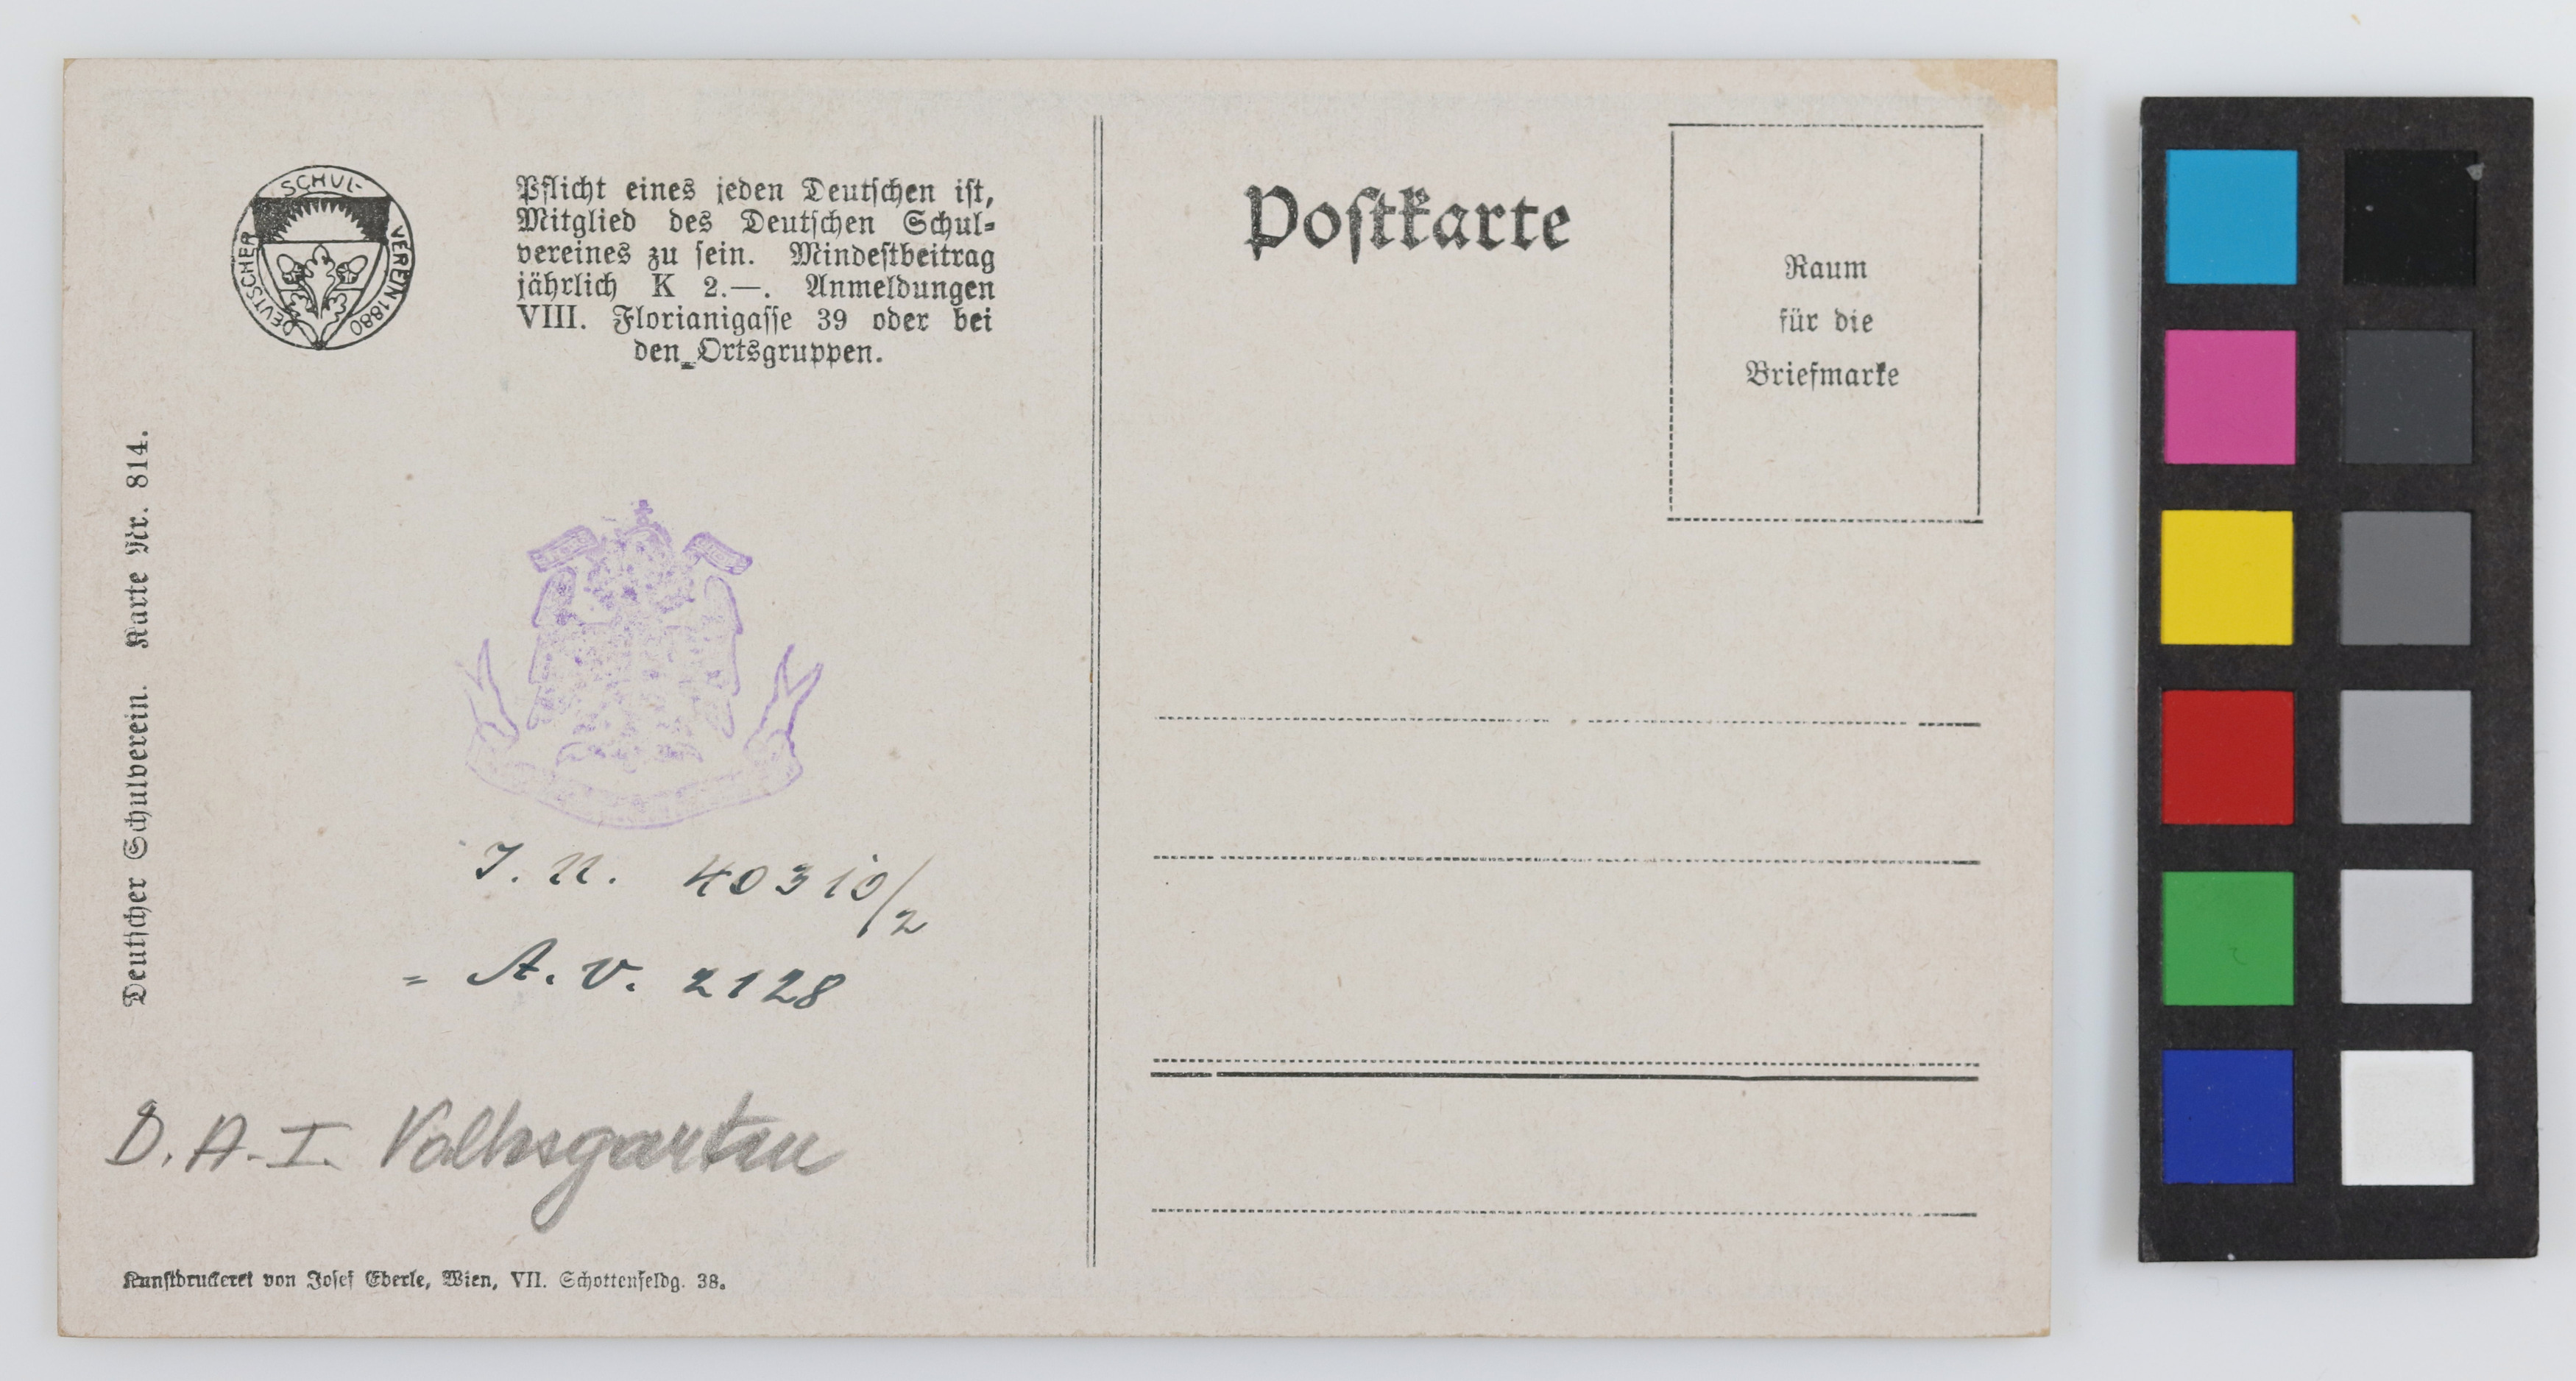 DEUTSCHER SCHUL-VEREIN 1880
Pflicht eines jeden Deutschen ist,
Mitglied des Deutschen Schul-
vereines zu sein. Mindestbeitrag
jährlich K 2.—. Anmeldungen
VIII. Florianigasse 39 oder bei
den Ortsgruppen.
Deutscher Schulverein. Karte Nr. 814.
J. N. 40310/2
= A. V. 2128
D. A. I. Volksgarten
Kunstdruckerei von Josef Eberle, Wien, VII. Schottenfeldg. 38.
Postkarte
Raum
für die
Briefmarke